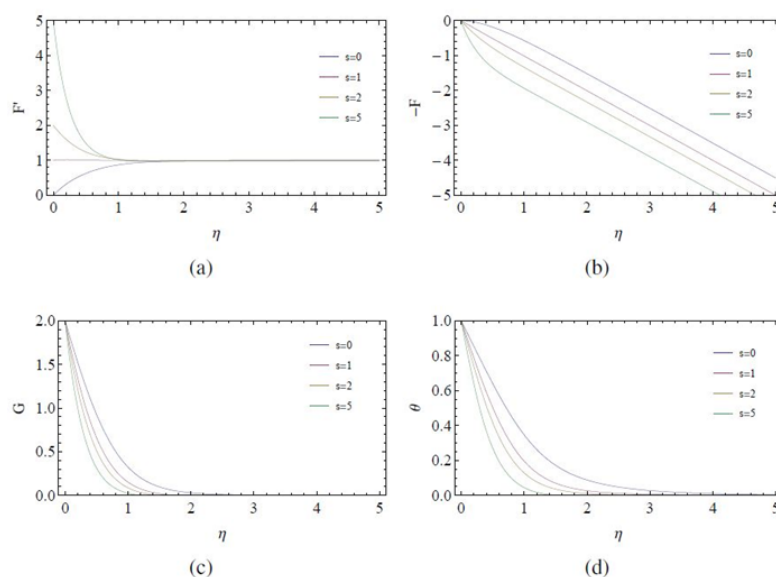 5
4
3
2
1
0
F'
s=0
s=1
s=2
s=5
0 1 2 3 4 5
η
(a)
0
−1
−2
−3
−4
−5
−F
s=0
s=1
s=2
s=5
0 1 2 3 4 5
η
(b)
2.0
1.5
1.0
0.5
0.0
G
s=0
s=1
s=2
s=5
0 1 2 3 4 5
η
(c)
1.0
0.8
0.6
0.4
0.2
0.0
θ
s=0
s=1
s=2
s=5
0 1 2 3 4 5
η
(d)